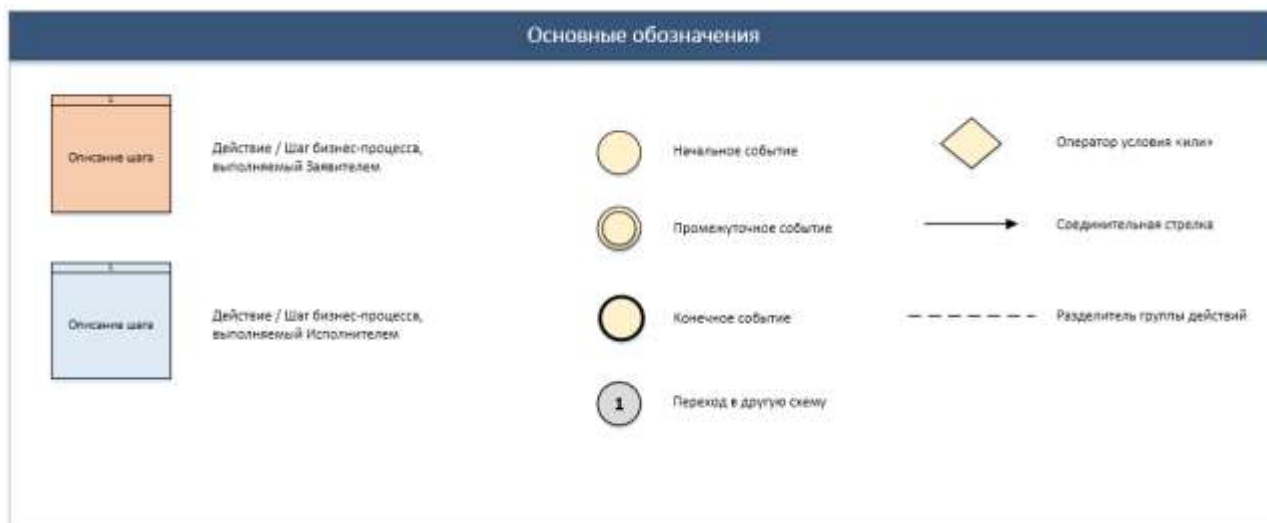 Основные обозначения
Описание шага
Действие / Шаг бизнес-процесса,
выполняемый Заявителем
Описание шага
Действие / Шаг бизнес-процесса,
выполняемый Исполнителем
Начальное событие
Промежуточное событие
Конечное событие
1
Переход в другую схему
Оператор условия «или»
Соединительная стрелка
Разделитель группы действий